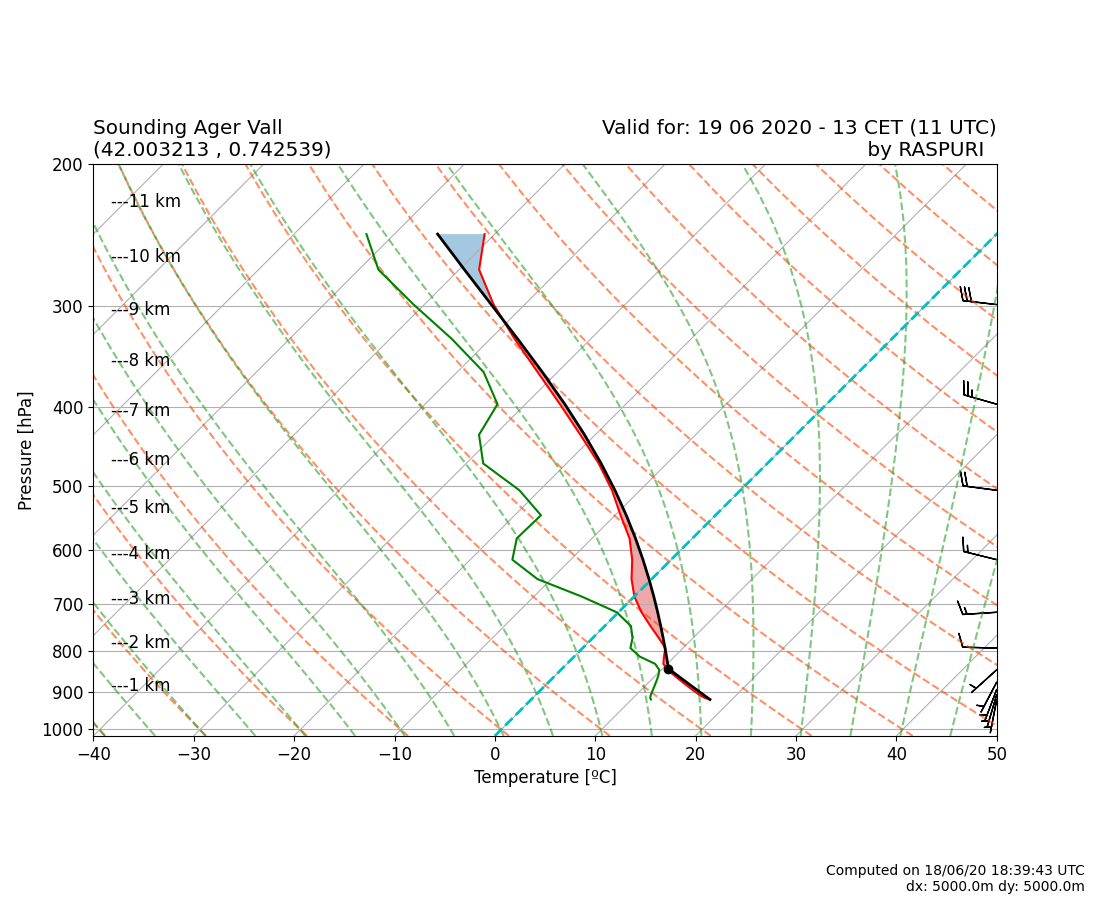 Sounding Ager Vall
(42.003213 , 0.742539)
Valid for: 19 06 2020 - 13 CET (11 UTC)
by RASPURI
200
300
400
500
600
700
800
900
1000
Pressure [hPa]
---11 km
---10 km
---9 km
---8 km
---7 km
---6 km
---5 km
---4 km
---3 km
---2 km
---1 km
−40
−30
−20
−10
0
10
20
30
40
50
Temperature [ºC]
Computed on 18/06/20 18:39:43 UTC
dx: 5000.0m dy: 5000.0m